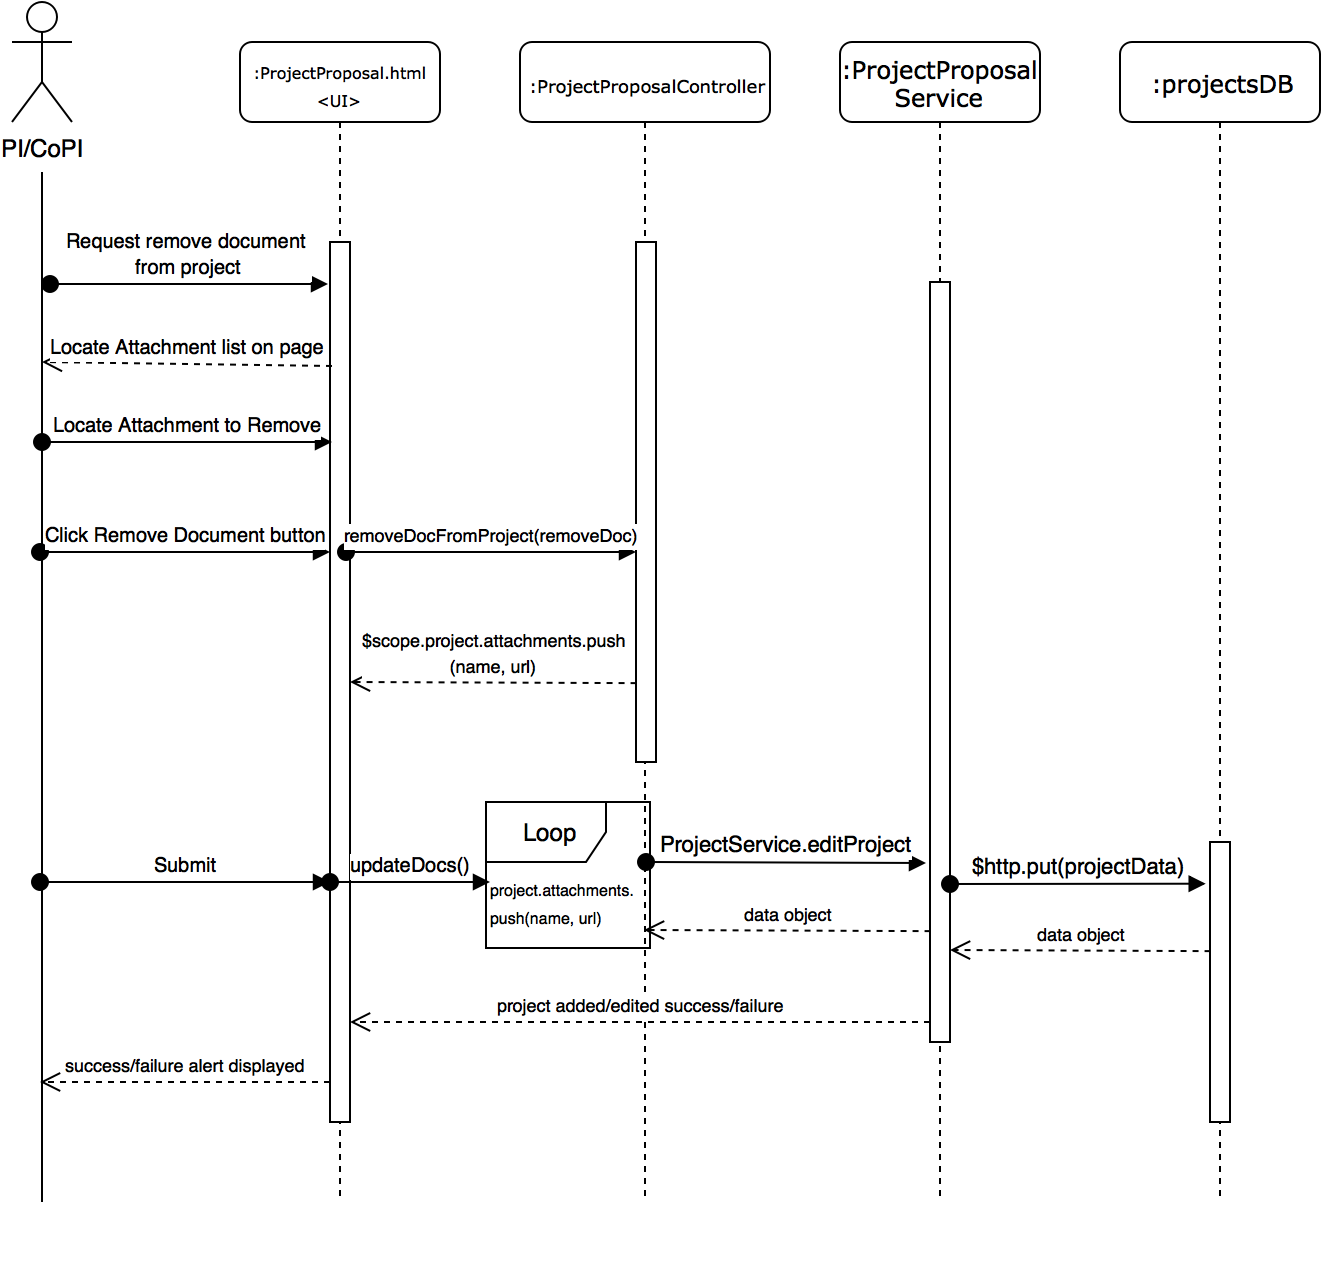 PI/CoPI
:ProjectProposal.html
<UI>
:ProjectProposalController
:ProjectProposal
Service
:projectsDB
Request remove document
from project
Locate Attachment list on page
Locate Attachment to Remove
Click Remove Document button
removeDocFromProject(removeDoc)
$scope.project.attachments.push
(name, url)
Loop
project.attachments.
push(name, url)
Submit
updateDocs()
ProjectService.editProject
$http.put(projectData)
data object
data object
project added/edited success/failure
success/failure alert displayed